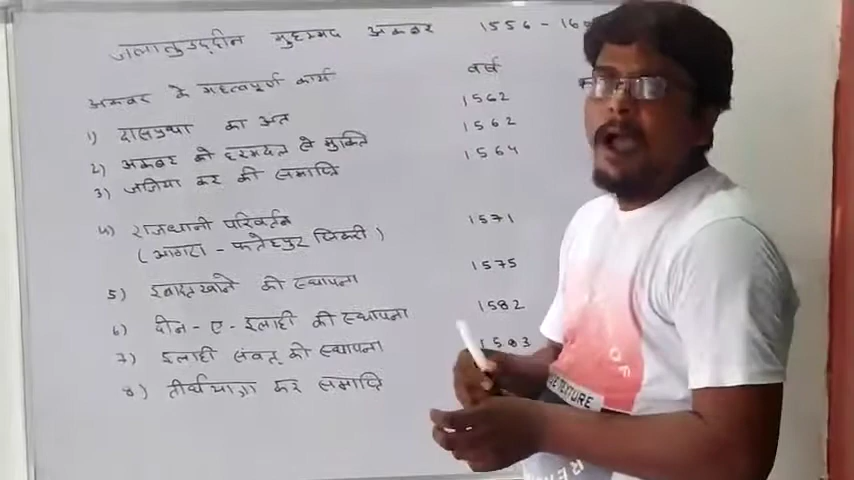 जलालुद्दीन मुहम्मद अकबर 1556 - 16
अकबर के महत्वपूर्ण कार्य वर्ष
1) दासप्रथा का अंत 1562
2) अकबर को हरमदल से मुक्ति 1562
3) जजिया कर की समाप्ति 1564
4) राजधानी परिवर्तन 1571
(आगरा - फतेहपुर सिकरी)
5) इबादतखाने की स्थापना 1575
6) दीन-ए-इलाही की स्थापना 1582
7) इलाही संवत् की स्थापना 1583
8) तीर्थयात्रा कर समाप्ति
TEXTURE